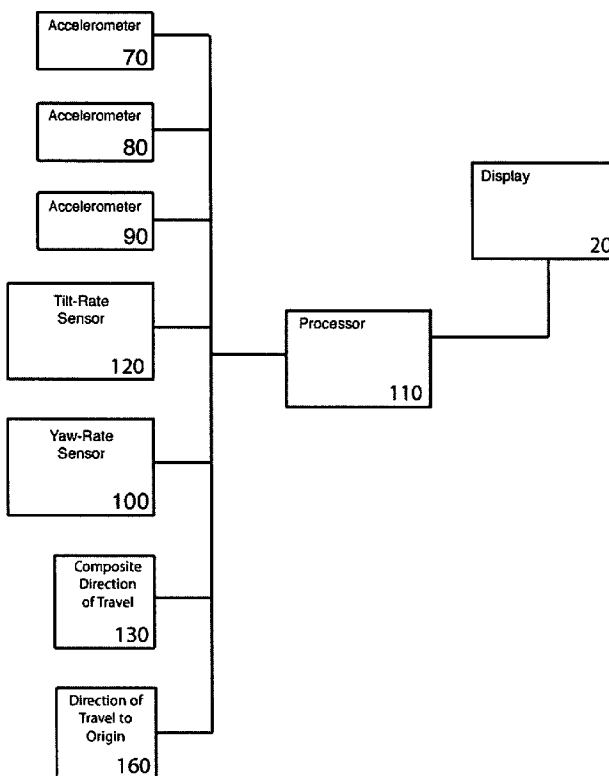 Accelerometer
70
Accelerometer
80
Accelerometer
90
Tilt-Rate
Sensor
120
Yaw-Rate
Sensor
100
Composite
Direction
of Travel
130
Direction of
Travel to
Origin
160
Processor
110
Display
20